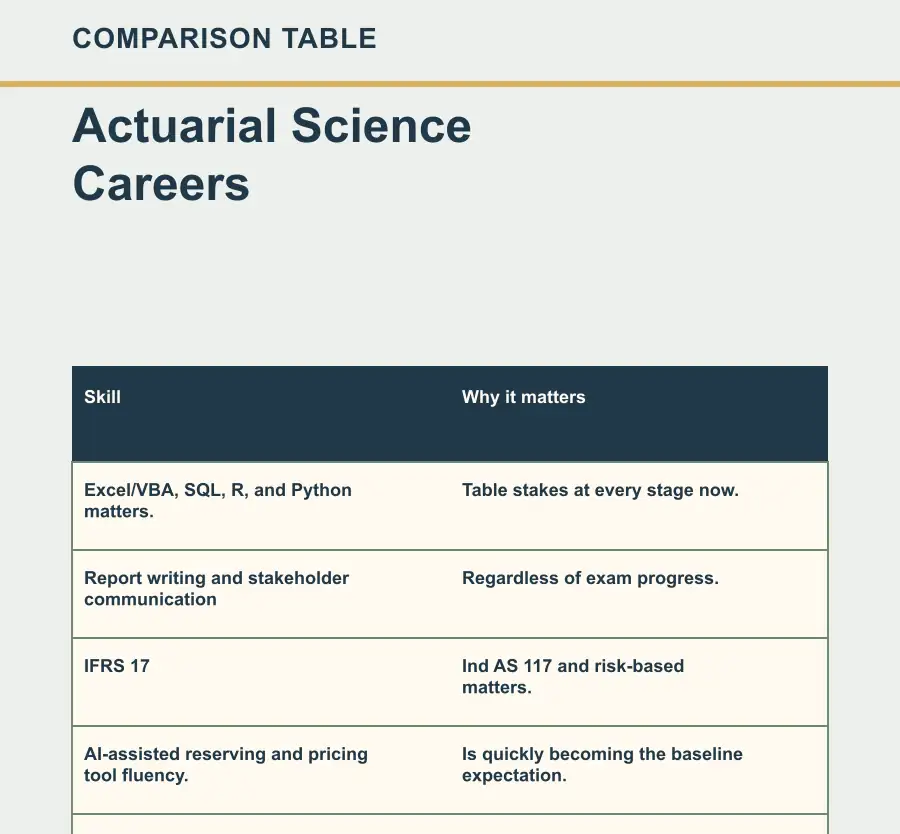 COMPARISON TABLE
Actuarial Science
Careers
Skill
Why it matters
Excel/VBA, SQL, R, and Python
matters.
Table stakes at every stage now.
Report writing and stakeholder
communication
Regardless of exam progress.
IFRS 17
Ind AS 117 and risk-based
matters.
AI-assisted reserving and pricing
tool fluency.
Is quickly becoming the baseline
expectation.